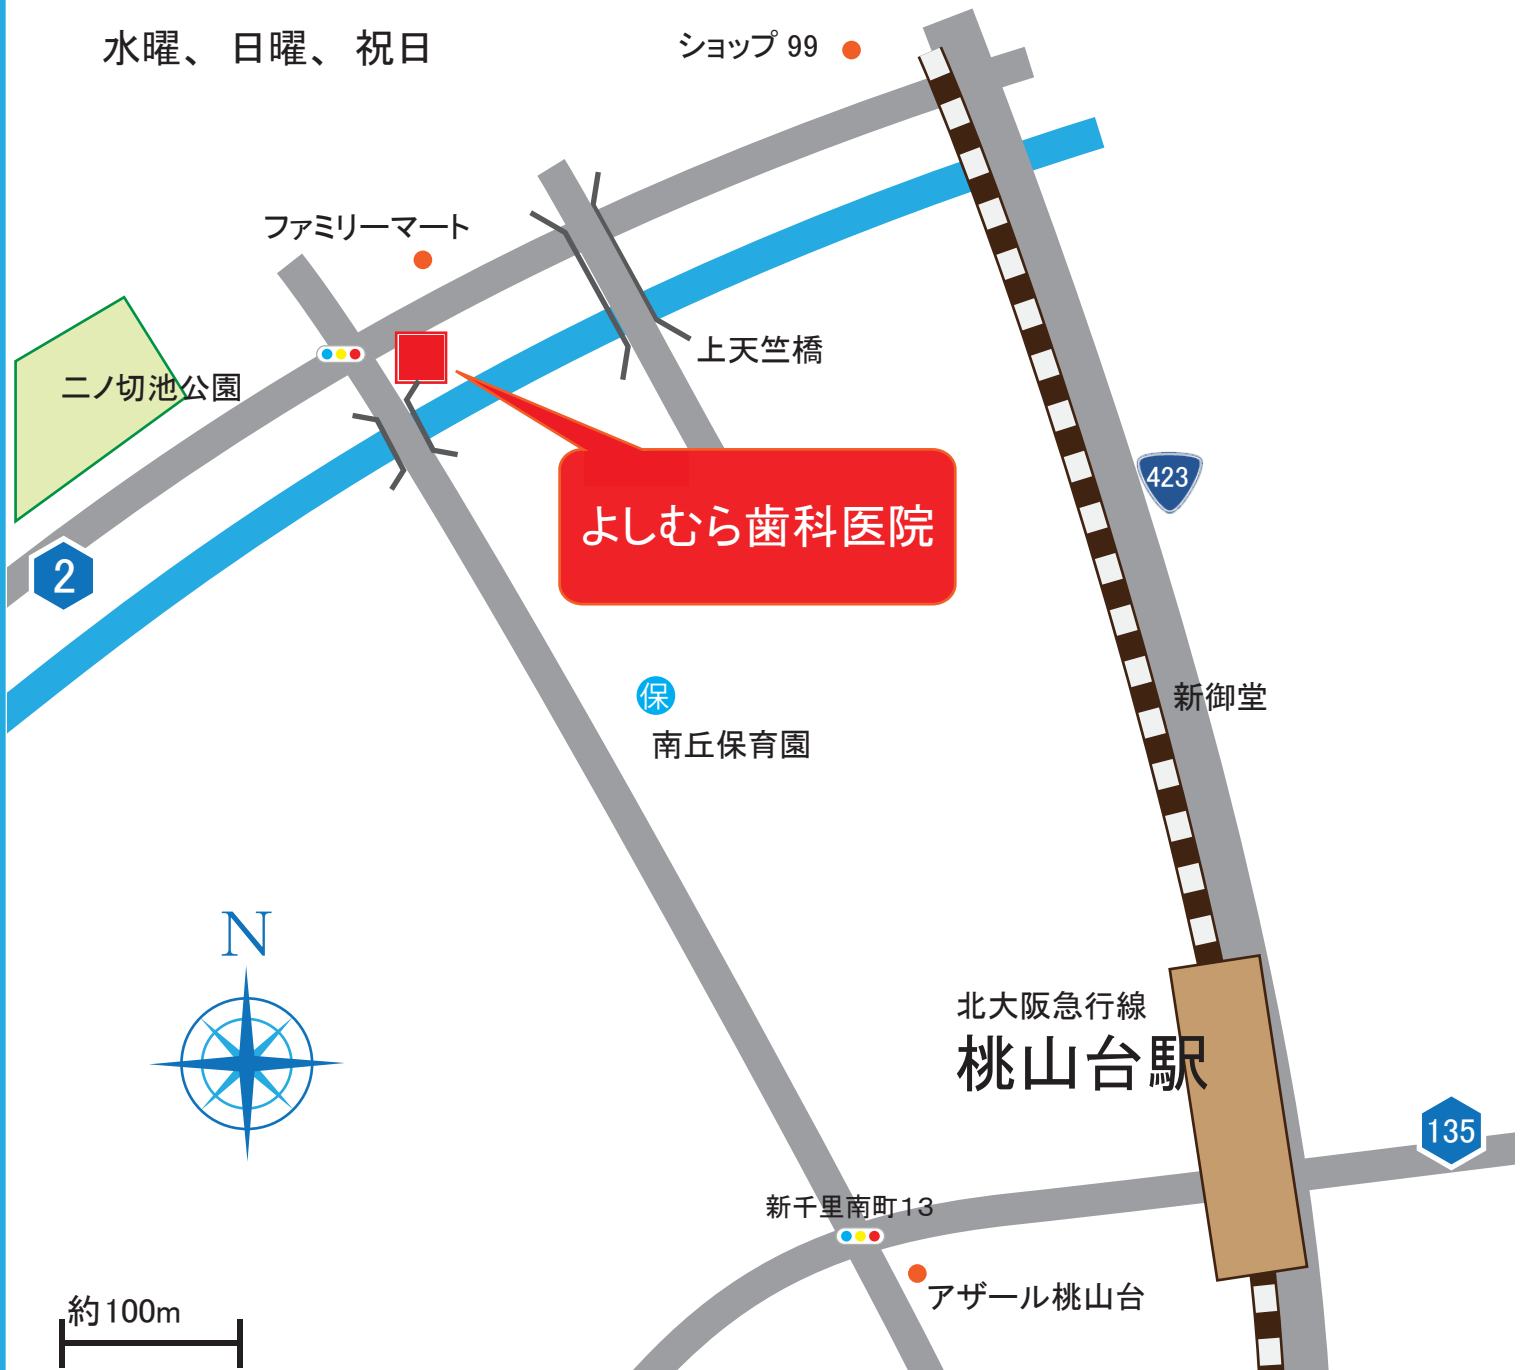 水曜、日曜、祝日
ショップ 99
ファミリーマート
上天竺橋
二ノ切池公園
423
よしむら歯科医院
2
保
新御堂
南丘保育園
N
北大阪急行線
桃山台駅
135
新千里南町13
アザール桃山台
約100m